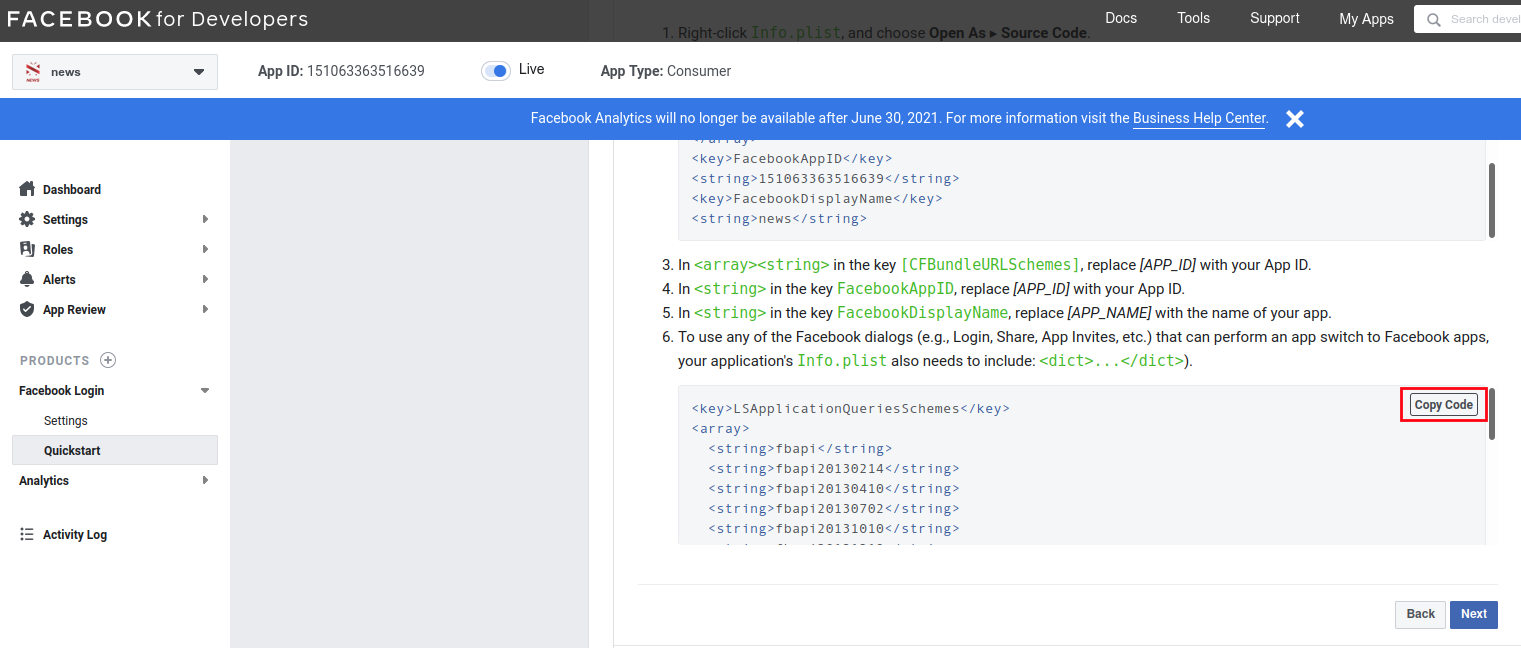 FACEBOOK for Developers
Docs
Tools
Support
My Apps
Search devel
1. Right-click Info.plist, and choose Open As ▸ Source Code.
NEWS
news
App ID: 151063363516639
Live
App Type: Consumer
Facebook Analytics will no longer be available after June 30, 2021. For more information visit the Business Help Center.
Dashboard
Settings
Roles
Alerts
App Review
PRODUCTS
Facebook Login
Settings
Quickstart
Analytics
Activity Log
</array>
<key>FacebookAppID</key>
<string>151063363516639</string>
<key>FacebookDisplayName</key>
<string>news</string>
3. In <array><string> in the key [CFBundleURLSchemes], replace [APP_ID] with your App ID.
4. In <string> in the key FacebookAppID, replace [APP_ID] with your App ID.
5. In <string> in the key FacebookDisplayName, replace [APP_NAME] with the name of your app.
6. To use any of the Facebook dialogs (e.g., Login, Share, App Invites, etc.) that can perform an app switch to Facebook apps,
your application's Info.plist also needs to include: <dict>...</dict>).
Copy Code
<key>LSApplicationQueriesSchemes</key>
<array>
<string>fbapi</string>
<string>fbapi20130214</string>
<string>fbapi20130410</string>
<string>fbapi20130702</string>
<string>fbapi20131010</string>
Back
Next